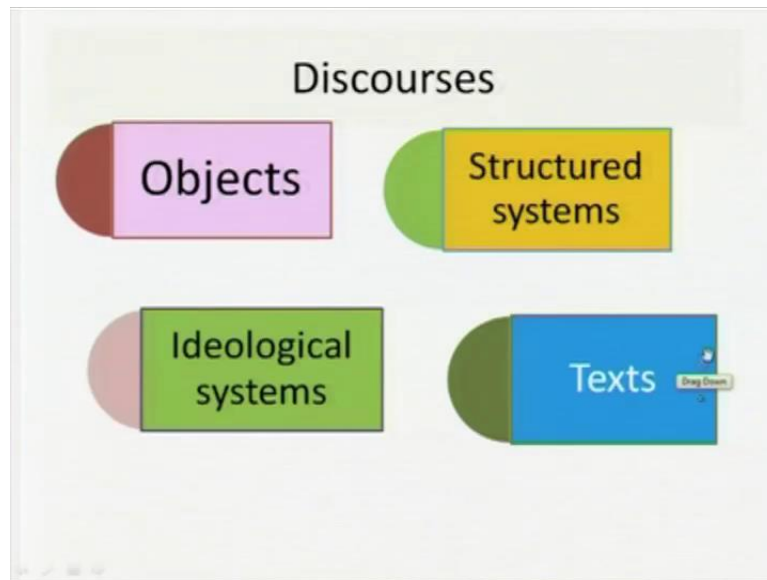 Discourses
Objects
Structured
systems
Ideological
systems
Texts
Drag Down